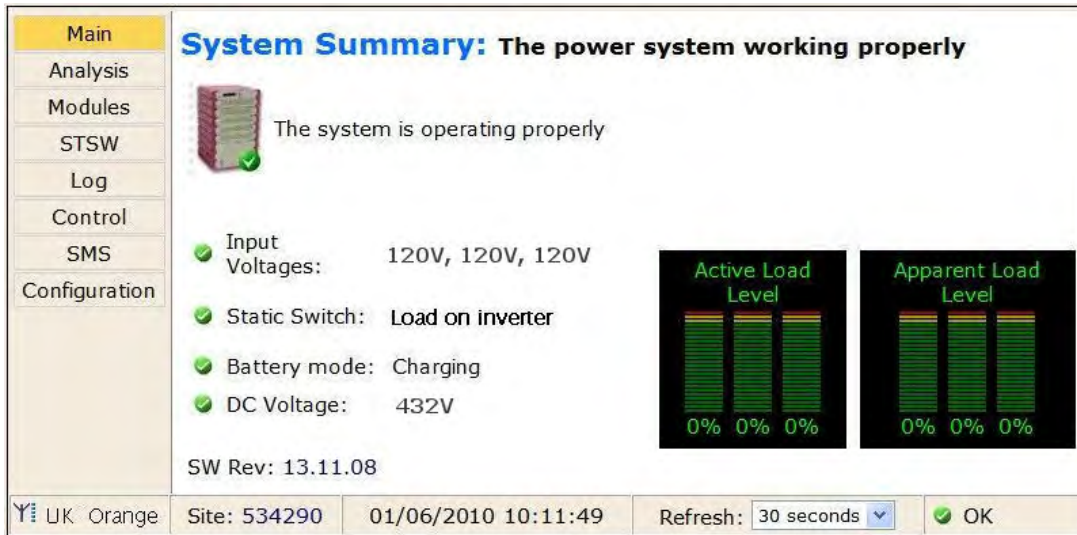 Main
Analysis
Modules
STSW
Log
Control
SMS
Configuration
System Summary: The power system working properly
The system is operating properly
Input
Voltages: 120V, 120V, 120V
Static Switch: Load on inverter
Battery mode: Charging
DC Voltage: 432V
SW Rev: 13.11.08
Active Load
Level
0% 0% 0%
Apparent Load
Level
0% 0% 0%
UK Orange
Site: 534290
01/06/2010 10:11:49
Refresh: 30 seconds
OK